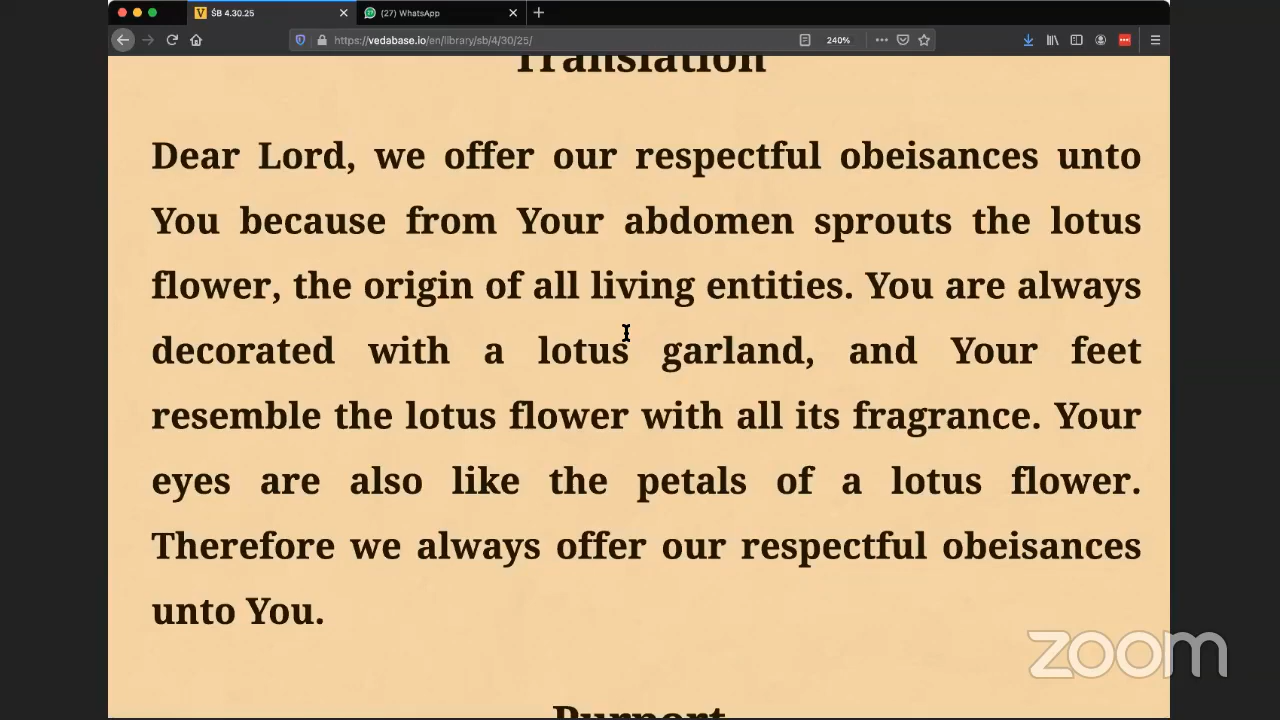 ŚB 4.30.25
(27) WhatsApp
https://vedabase.io/en/library/sb/4/30/25/
240%
Translation
Dear Lord, we offer our respectful obeisances unto
You because from Your abdomen sprouts the lotus
flower, the origin of all living entities. You are always
decorated with a lotus garland, and Your feet
resemble the lotus flower with all its fragrance. Your
eyes are also like the petals of a lotus flower.
Therefore we always offer our respectful obeisances
unto You.
zoom
Purport